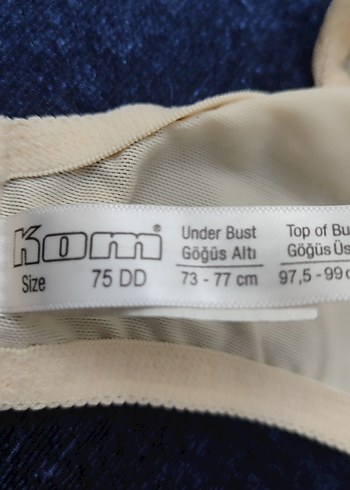 Kom®
Size 75 DD
Under Bust
Göğüs Altı
73 - 77 cm
Top of Bu
Göğüs Üs
97,5 - 99 c